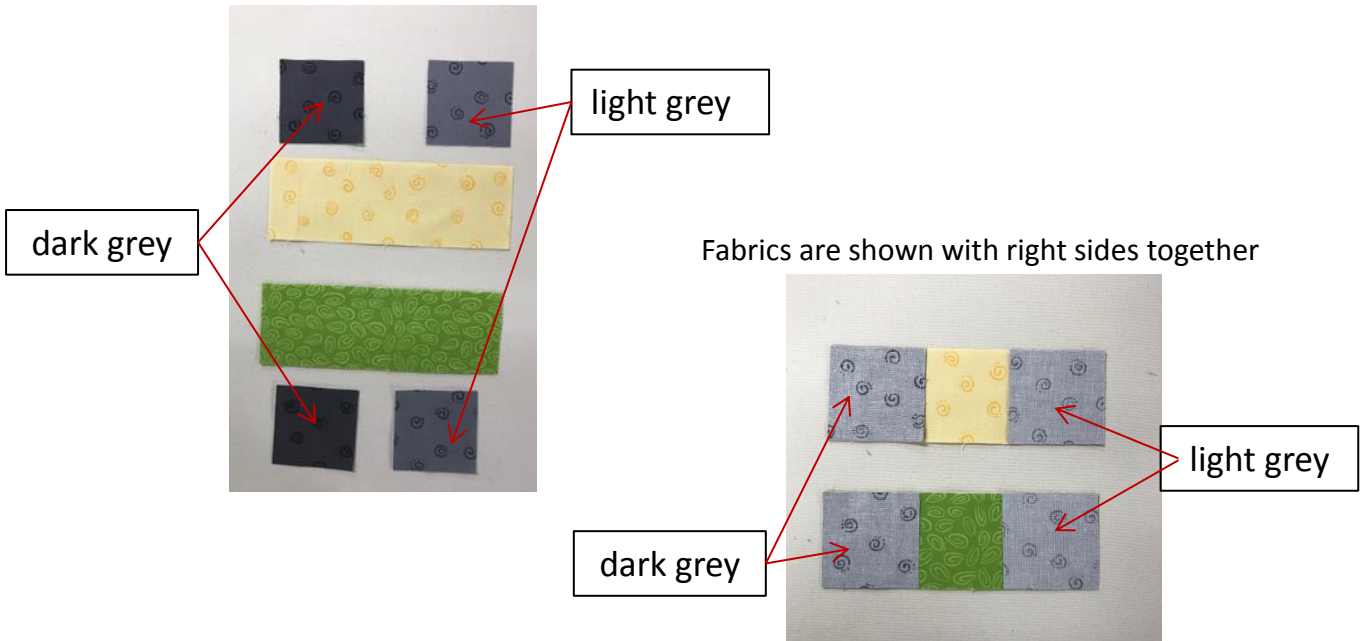 light grey
dark grey
Fabrics are shown with right sides together
light grey
dark grey